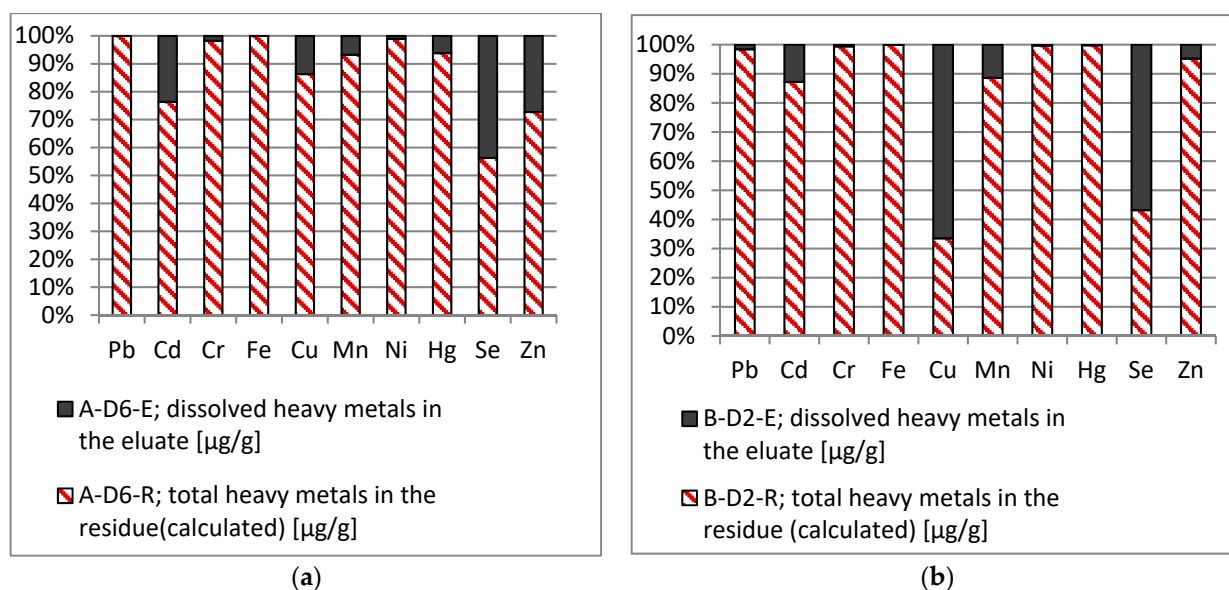 100%
90%
80%
70%
60%
50%
40%
30%
20%
10%
0%
Pb Cd Cr Fe Cu Mn Ni Hg Se Zn
A-D6-E; dissolved heavy metals in
the eluate [µg/g]
A-D6-R; total heavy metals in the
residue(calculated) [µg/g]
(a)
100%
90%
80%
70%
60%
50%
40%
30%
20%
10%
0%
Pb Cd Cr Fe Cu Mn Ni Hg Se Zn
B-D2-E; dissolved heavy metals in
the eluate [µg/g]
B-D2-R; total heavy metals in the
residue (calculated) [µg/g]
(b)